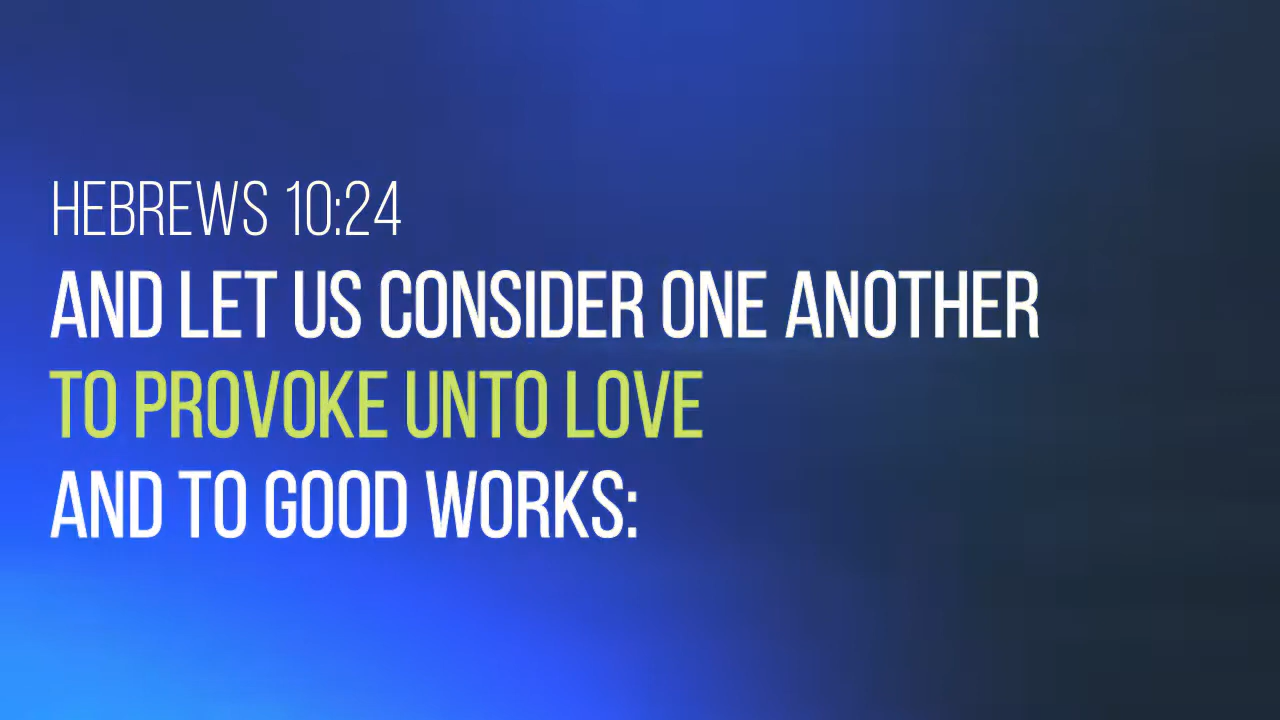 HEBREWS 10:24
AND LET US CONSIDER ONE ANOTHER
TO PROVOKE UNTO LOVE
AND TO GOOD WORKS: